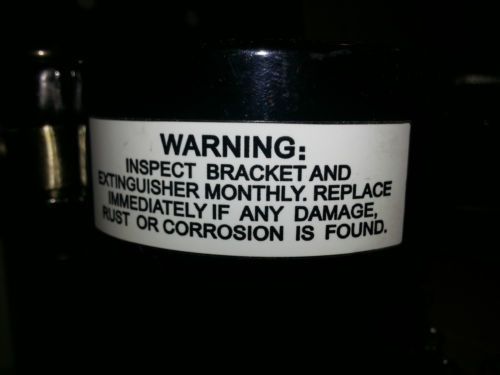 WARNING:
INSPECT BRACKET AND
EXTINGUISHER MONTHLY. REPLACE
IMMEDIATELY IF ANY DAMAGE,
RUST OR CORROSION IS FOUND.